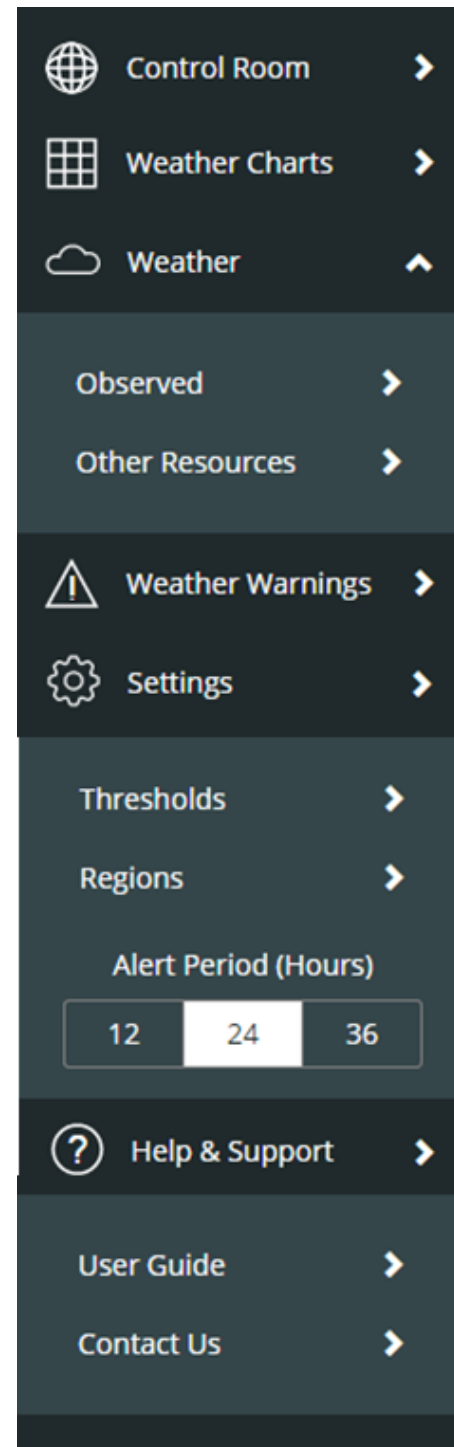 Control Room
Weather Charts
Weather
Observed
Other Resources
Weather Warnings
Settings
Thresholds
Regions
Alert Period (Hours)
12 24 36
Help & Support
User Guide
Contact Us